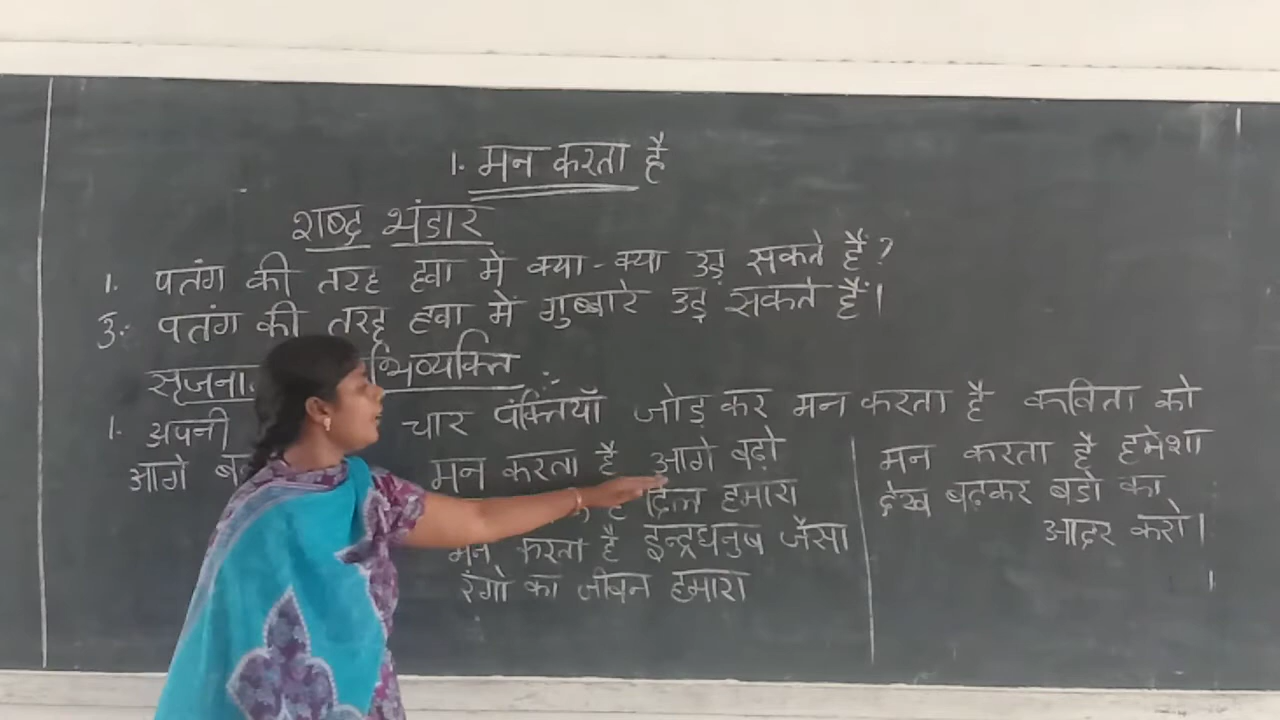 1. मन करता है
शब्द भंडार
1. पतंग की तरह हवा में क्या - क्या उड़ सकते हैं?
उ: पतंग की तरह हवा में गुब्बारे उड़ सकते हैं।
सृजना भिव्यक्ति :
1. अपनी चार पंक्तियाँ जोड़ कर मन करता है कविता को
आगे
मन करता है आगे बढ़ो
है दिल हमारा
मन करता है इन्द्रधनुष जैसा
रंगो का जीवन हमारा
मन करता है हमेशा
देख बढ़कर बडो का
आदर करो।